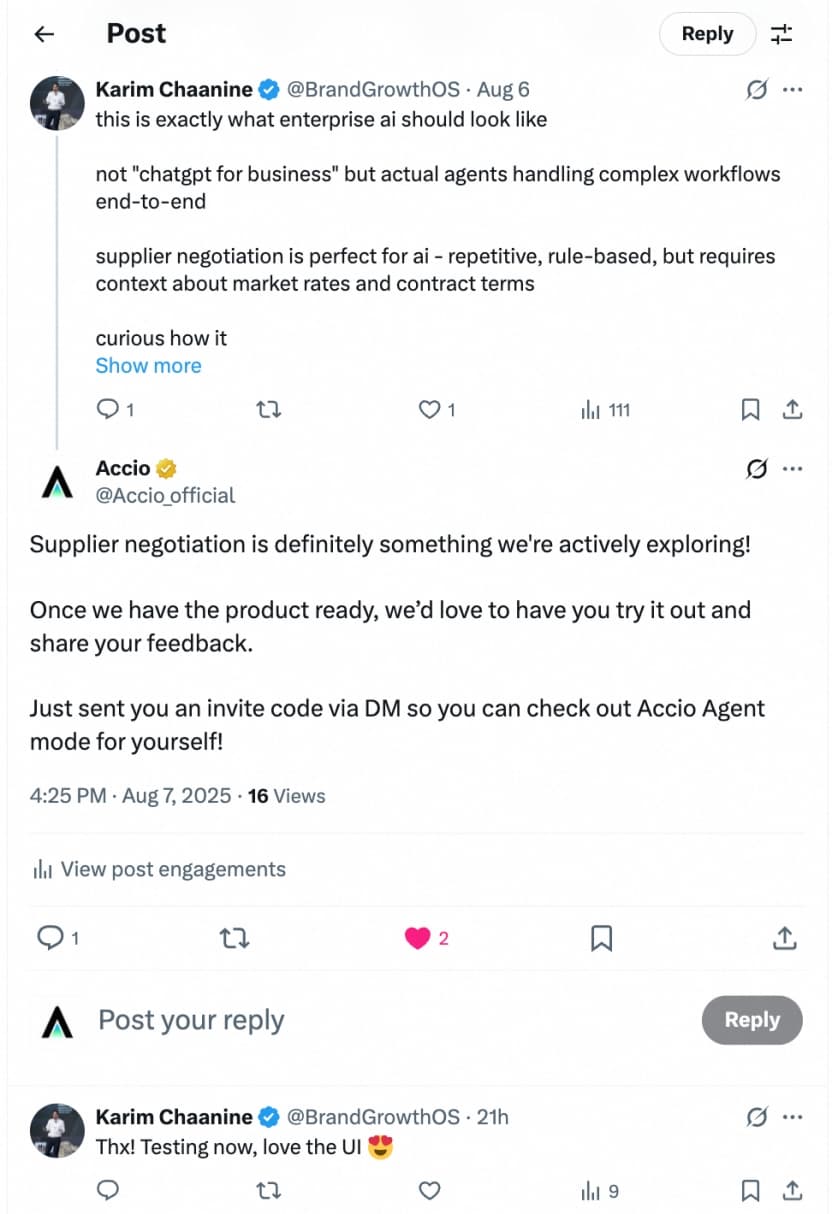 Post
Reply
Karim Chaanine @BrandGrowthOS · Aug 6
this is exactly what enterprise ai should look like
not "chatgpt for business" but actual agents handling complex workflows
end-to-end
supplier negotiation is perfect for ai - repetitive, rule-based, but requires
context about market rates and contract terms
curious how it
Show more
1
1
111
Accio
@Accio_official
Supplier negotiation is definitely something we're actively exploring!
Once we have the product ready, we’d love to have you try it out and
share your feedback.
Just sent you an invite code via DM so you can check out Accio Agent
mode for yourself!
4:25 PM · Aug 7, 2025 · 16 Views
View post engagements
1
2
Post your reply
Reply
Karim Chaanine @BrandGrowthOS · 21h
Thx! Testing now, love the UI 😍
9